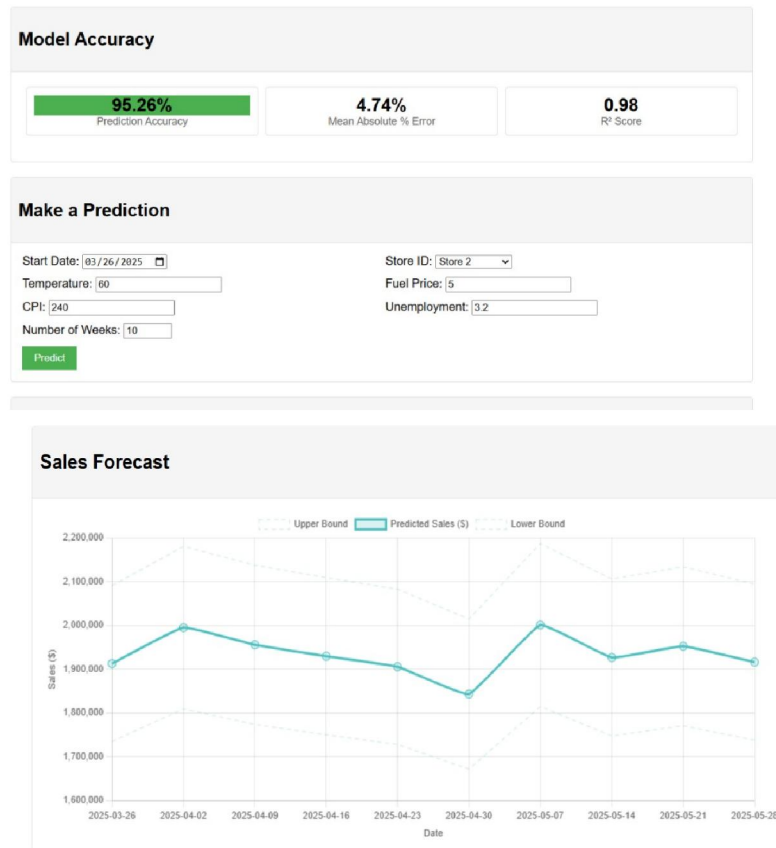 Model Accuracy
95.26%
Prediction Accuracy
4.74%
Mean Absolute % Error
0.98
R² Score
Make a Prediction
Start Date: 03/26/2025
Store ID: Store 2
Temperature: 60
Fuel Price: 5
CPI: 240
Unemployment: 3.2
Number of Weeks: 10
Predict
Sales Forecast
Upper Bound Predicted Sales ($) Lower Bound
2,200,000
2,100,000
2,000,000
1,900,000
1,800,000
1,700,000
1,600,000
Sales ($)
2025-03-26 2025-04-02 2025-04-09 2025-04-16 2025-04-23 2025-04-30 2025-05-07 2025-05-14 2025-05-21 2025-05-28
Date